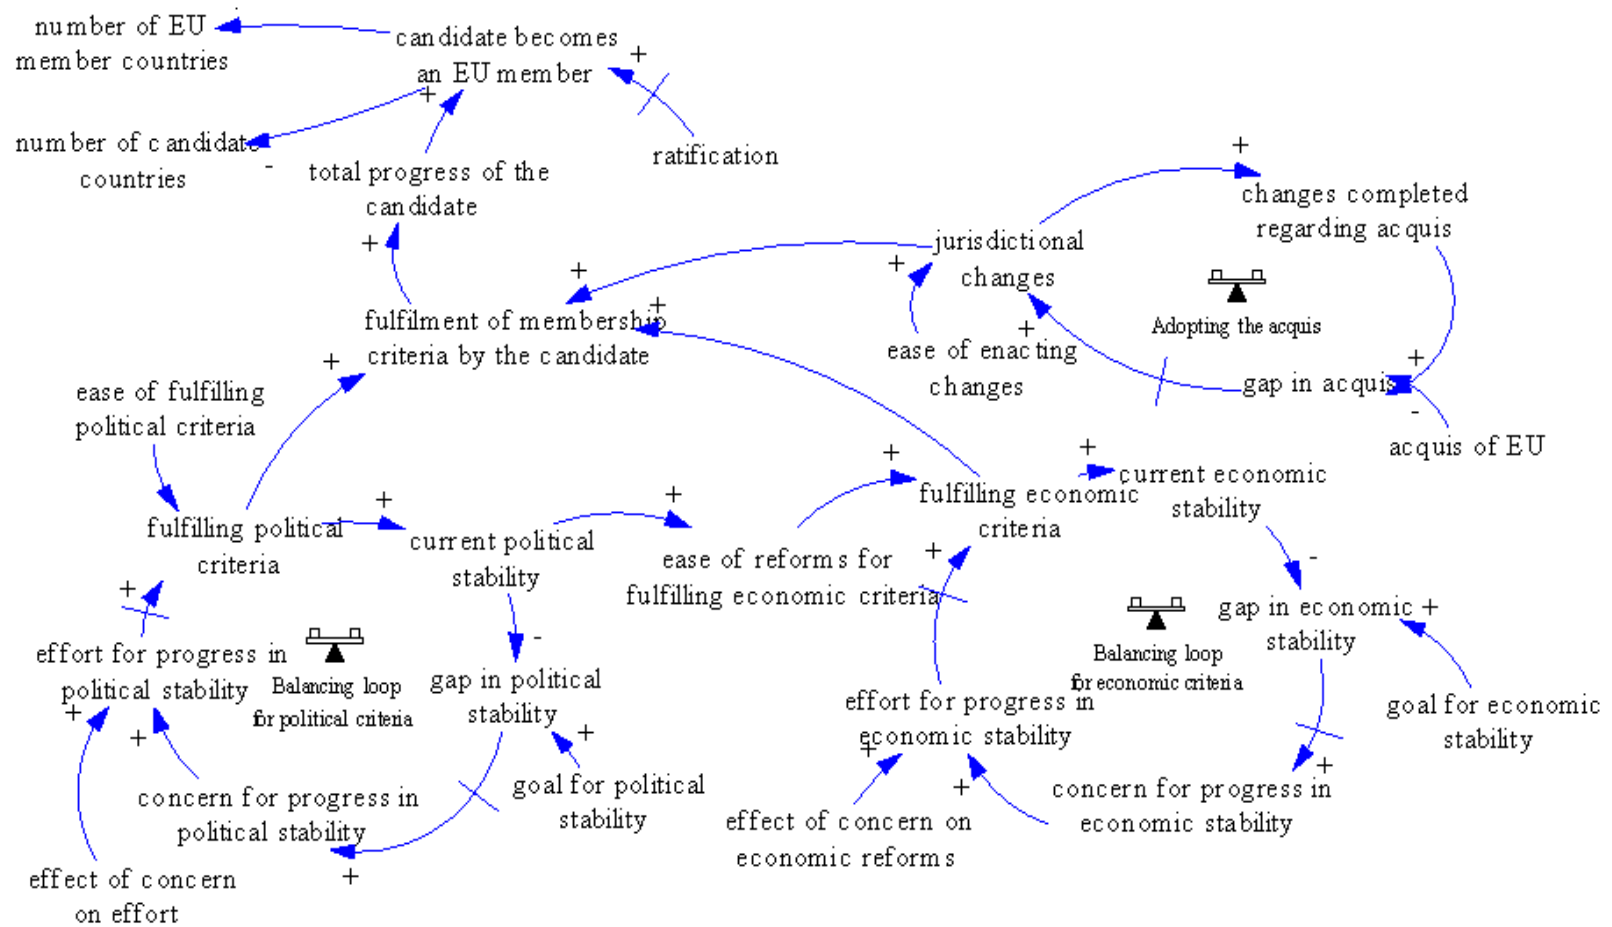 number of EU
member countries
candidate becomes
an EU member
+
+
number of candidate
countries
-
ratification
total progress of the
candidate
+
+
changes completed
regarding acquis
jurisdictional
changes
+
+
+
fulfilment of membership
criteria by the candidate
+
ease of enacting
changes
+
Adopting the acquis
gap in acquis
+
-
acquis of EU
ease of fulfilling
political criteria
+
fulfilling political
criteria
+
current political
stability
+
ease of reforms for
fulfilling economic criteria
+
fulfilling economic
criteria
+
current economic
stability
+
-
gap in economic
stability
+
+
effort for progress in
political stability
Balancing loop
for political criteria
-
gap in political
stability
+
goal for political
stability
Balancing loop
for economic criteria
effort for progress in
economic stability
goal for economic
stability
+
+
+
+
+
concern for progress in
political stability
effect of concern on
economic reforms
concern for progress in
economic stability
effect of concern
on effort
+